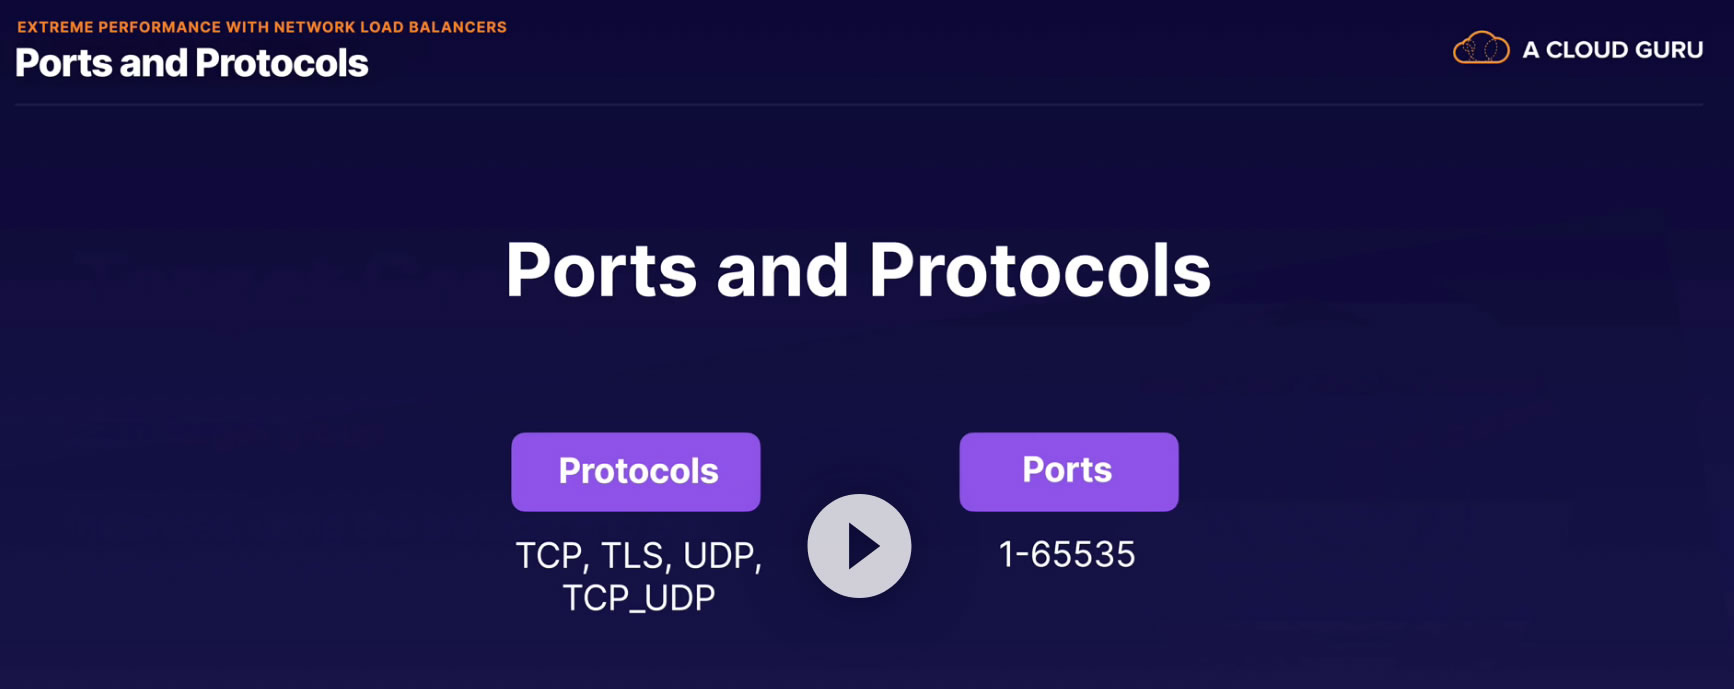 EXTREME PERFORMANCE WITH NETWORK LOAD BALANCERS
Ports and Protocols
A CLOUD GURU
Ports and Protocols
Protocols
Ports
TCP, TLS, UDP,
TCP_UDP
1-65535